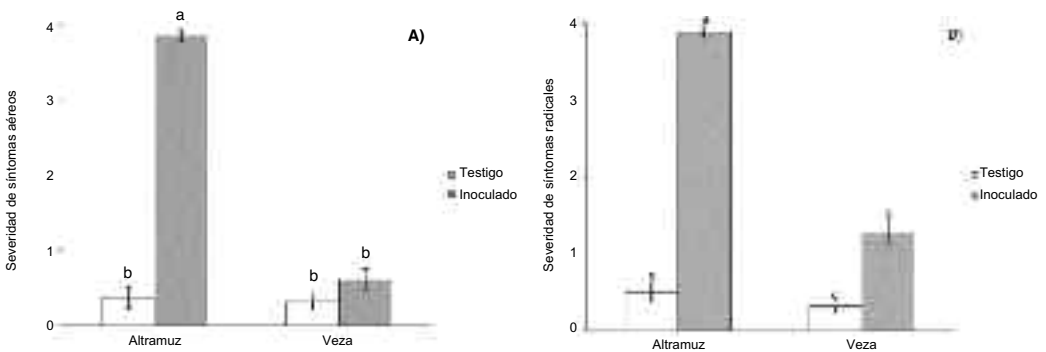 A)
Severidad de síntomas aéreos
4
3
2
1
0
a
b
b
b
Testigo
Inoculado
Altramuz
Veza
Severidad de síntomas radicales
4
3
2
1
0
Testigo
Inoculado
Altramuz
Veza